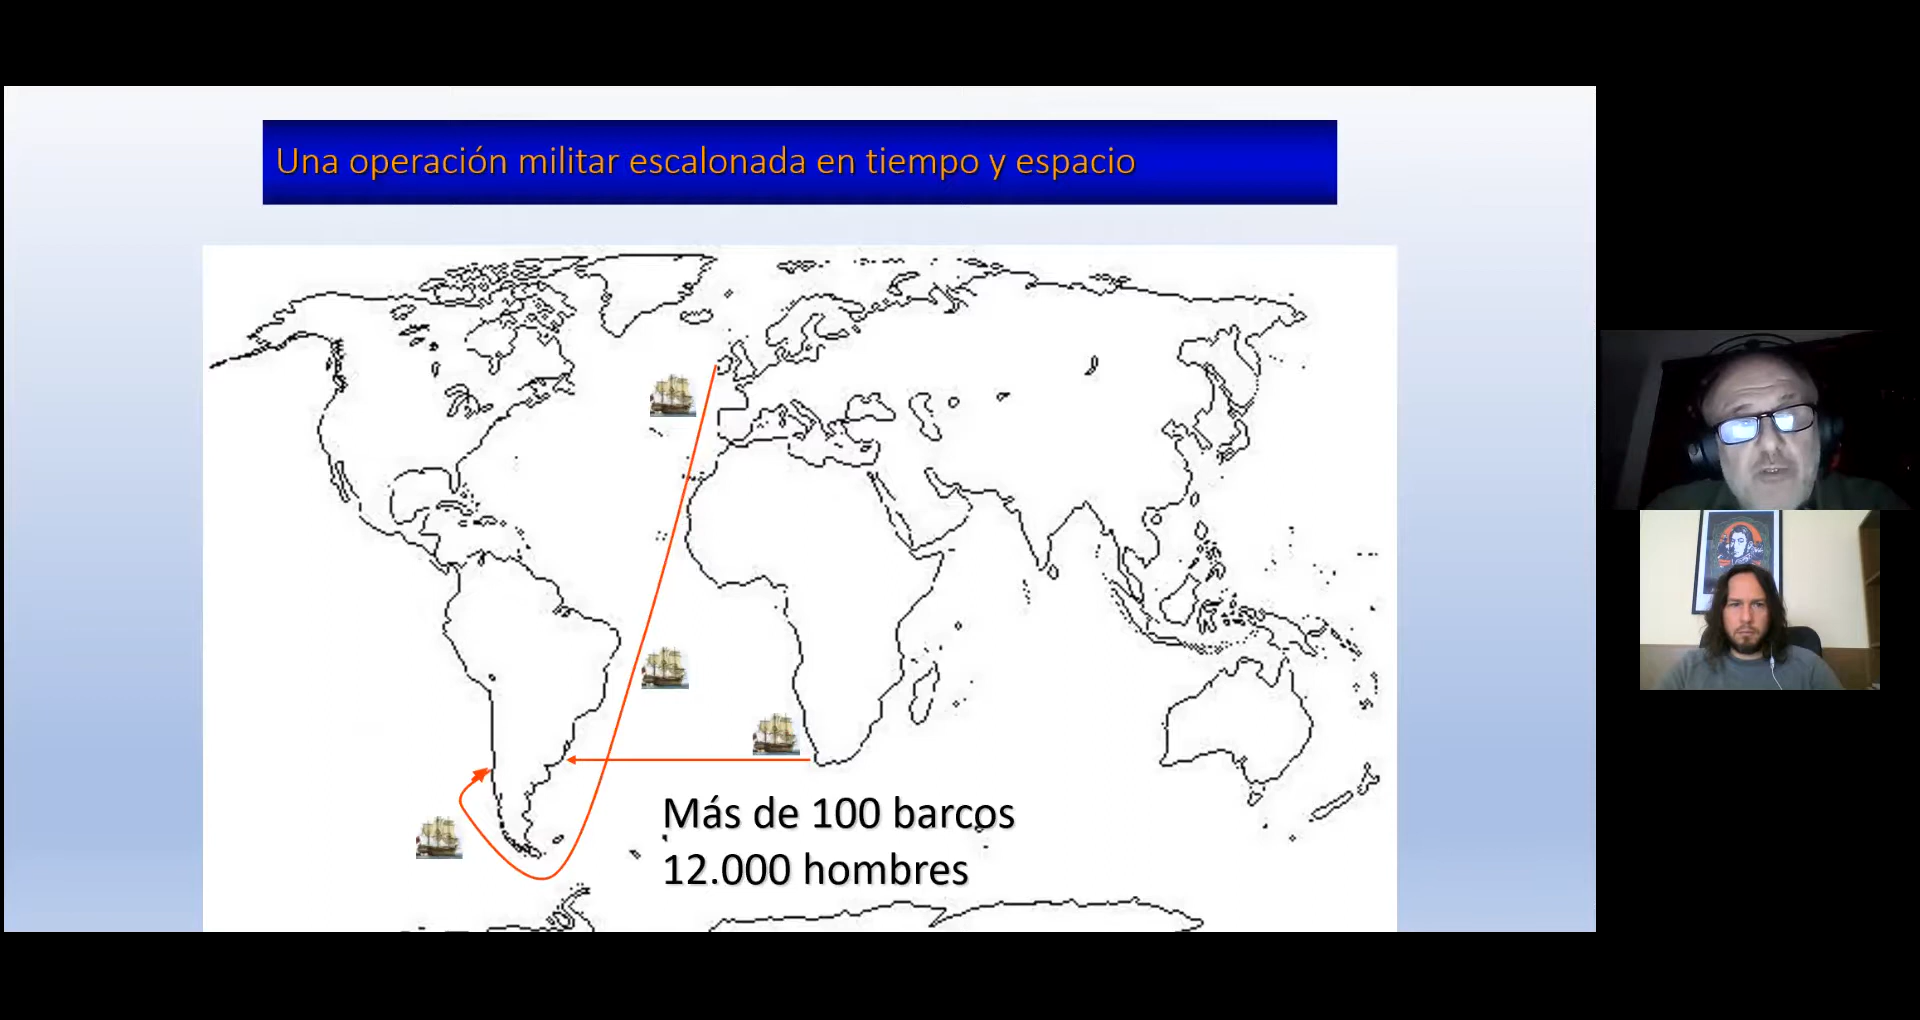 Una operación militar escalonada en tiempo y espacio
Más de 100 barcos
12.000 hombres